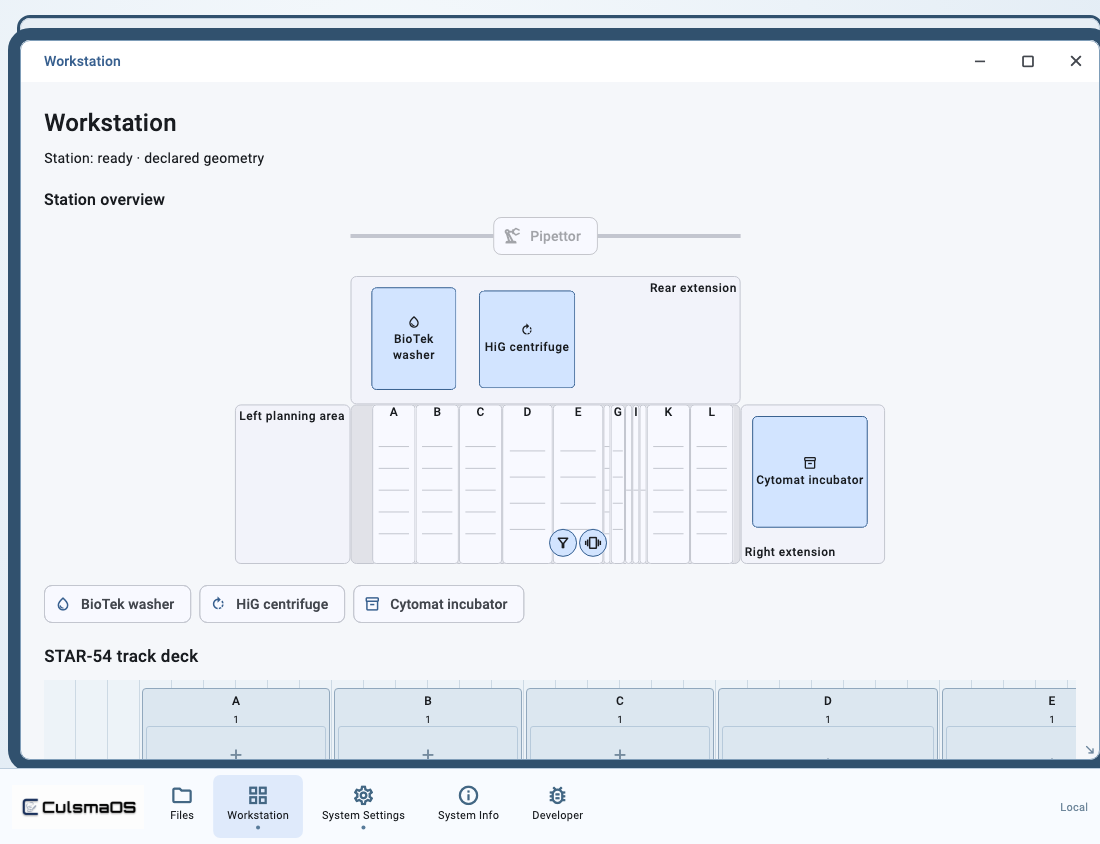 Workstation
Workstation
Station: ready · declared geometry
Station overview
Pipettor
Rear extension
BioTek
washer
HiG centrifuge
Left planning area
A B C D E G I K L
Cytomat incubator
Right extension
BioTek washer HiG centrifuge Cytomat incubator
STAR-54 track deck
A B C D E
1 1 1 1 1
CulsmaOS
Files Workstation System Settings System Info Developer
Local